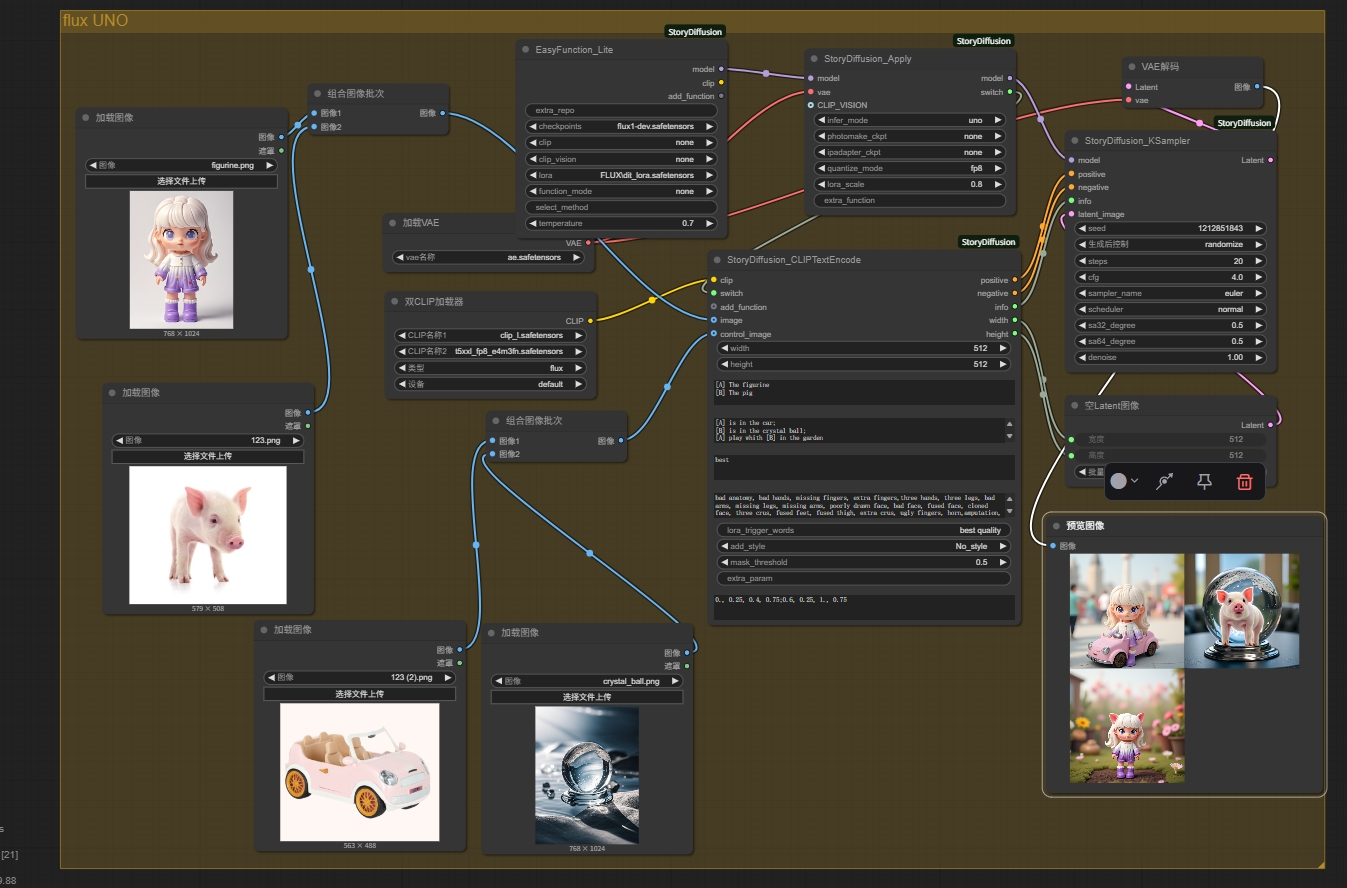 flux UNO
加载图像
图像
遮罩
图像 figurine.png
选择文件上传
768 × 1024
加载图像
图像
遮罩
图像 123.png
选择文件上传
579 × 508
加载图像
图像
遮罩
图像 123 (2).png
选择文件上传
563 × 488
加载图像
图像
遮罩
图像 crystal_ball.png
选择文件上传
768 × 1024
组合图像批次
图像1 图像
图像2
组合图像批次
图像1 图像
图像2
加载VAE
VAE
vae名称 ae.safetensors
双CLIP加载器
CLIP
CLIP名称1 clip_l.safetensors
CLIP名称2 t5xxl_fp8_e4m3fn.safetensors
类型 flux
设备 default
StoryDiffusion
EasyFunction_Lite
model
clip
add_function
extra_repo
checkpoints flux1-dev.safetensors
clip none
clip_vision none
lora FLUX\dit_lora.safetensors
function_mode none
select_method
temperature 0.7
StoryDiffusion
StoryDiffusion_Apply
model model
vae switch
CLIP_VISION
infer_mode uno
photomake_ckpt none
ipadapter_ckpt none
quantize_mode fp8
lora_scale 0.8
extra_function
StoryDiffusion
StoryDiffusion_CLIPTextEncode
clip positive
switch negative
add_function info
image width
control_image height
width 512
height 512
[A] The figurine
[B] The pig
[A] is in the car;
[B] is in the crystal ball;
[A] play whith [B] in the garden
best
bad anatomy, bad hands, missing fingers, extra fingers,three hands, three legs, bad
arms, missing legs, missing arms, poorly drawn face, bad face, fused face, cloned
face, three crus, fused feet, fused thigh, extra crus, ugly fingers, horn,amputation,
lora_trigger_words best quality
add_style No_style
mask_threshold 0.5
extra_param
0., 0.25, 0.4, 0.75;0.6, 0.25, 1., 0.75
VAE解码
Latent 图像
vae
StoryDiffusion
StoryDiffusion_KSampler
model Latent
positive
negative
info
latent_image
seed 1212851843
生成后控制 randomize
steps 20
cfg 4.0
sampler_name euler
scheduler normal
sa32_degree 0.5
sa64_degree 0.5
denoise 1.00
空Latent图像
Latent
宽度 512
高度 512
批量
预览图像
图像
s
[21]
9.88